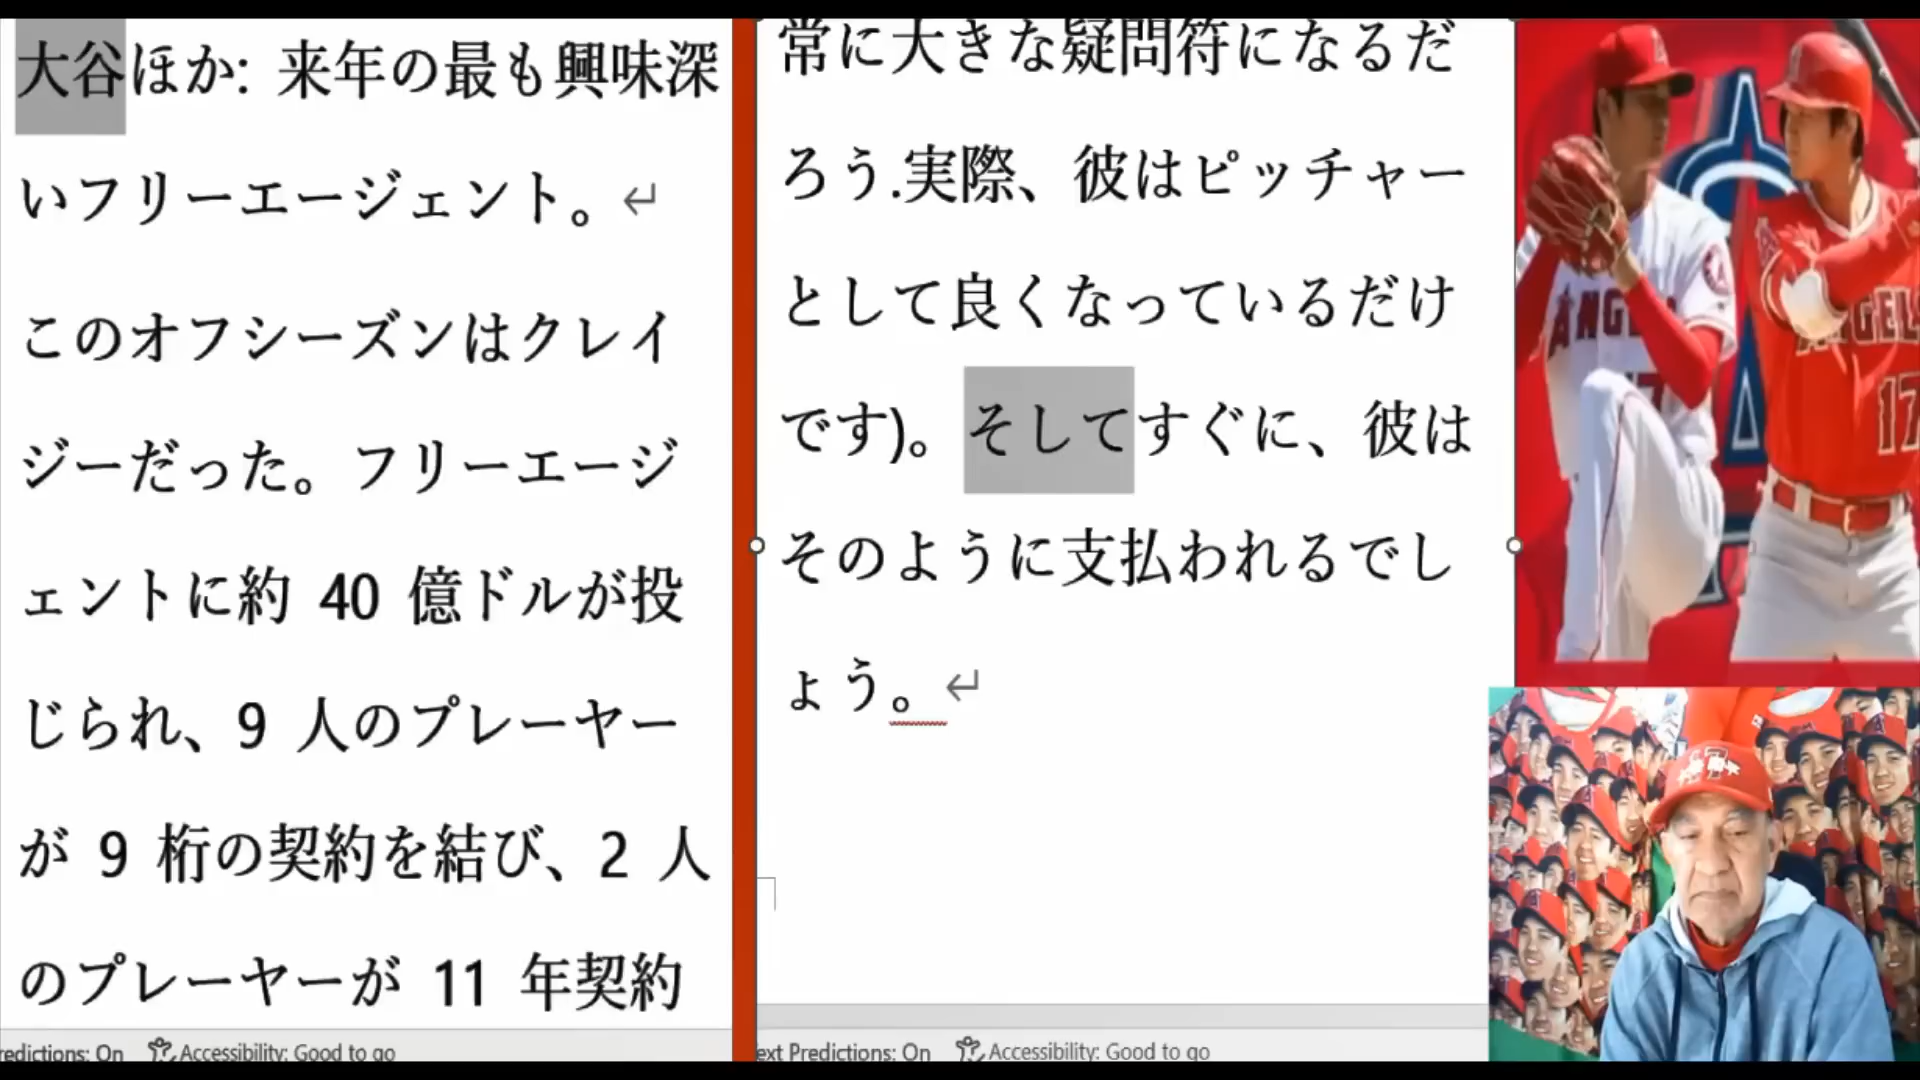 大谷ほか: 来年の最も興味深
いフリーエージェント。
このオフシーズンはクレイ
ジーだった。フリーエージ
ェントに約 40 億ドルが投
じられ、9 人のプレーヤー
が 9 桁の契約を結び、2 人
のプレーヤーが 11 年契約
redictions: On Accessibility: Good to go
常に大きな疑問符になるだ
ろう.実際、彼はピッチャー
として良くなっているだけ
です)。そしてすぐに、彼は
そのように支払われるでし
ょう。
ext Predictions: On Accessibility: Good to go
17